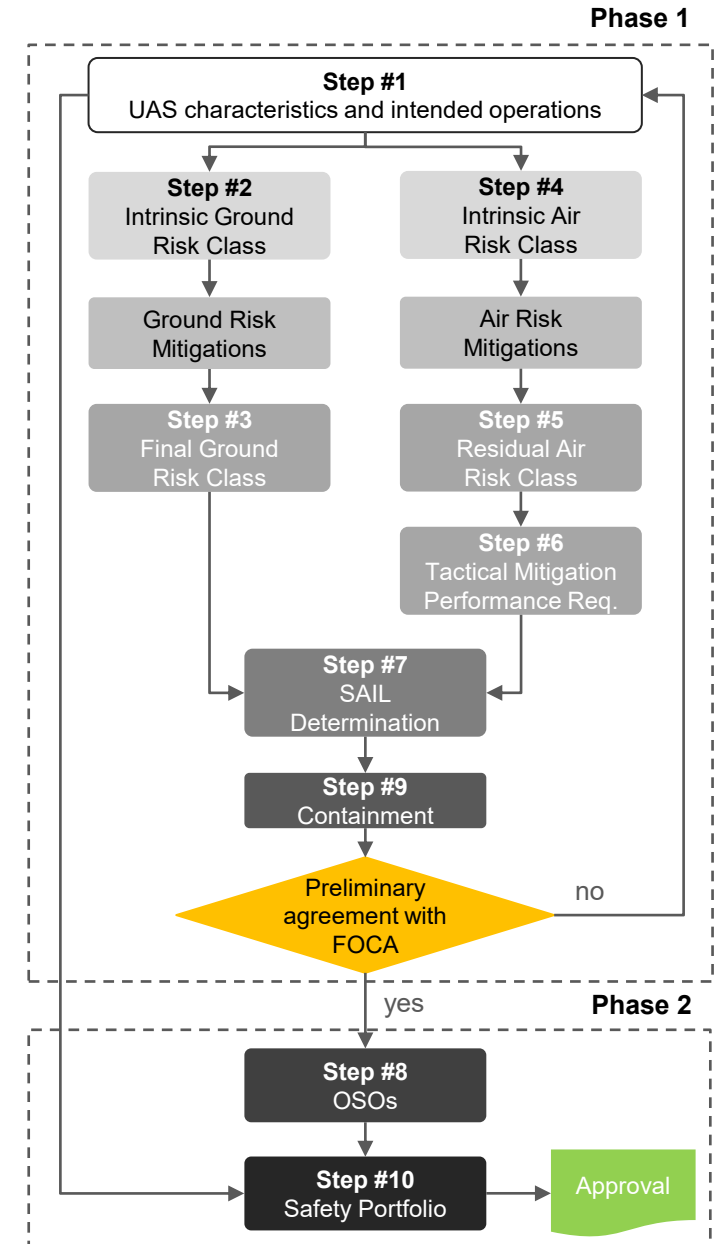 Phase 1
Step #1
UAS characteristics and intended operations
Step #2
Intrinsic Ground
Risk Class
Step #4
Intrinsic Air
Risk Class
Ground Risk
Mitigations
Air Risk
Mitigations
Step #3
Final Ground
Risk Class
Step #5
Residual Air
Risk Class
Step #6
Tactical Mitigation
Performance Req.
Step #7
SAIL
Determination
Step #9
Containment
Preliminary
agreement with
FOCA
no
yes
Phase 2
Step #8
OSOs
Step #10
Safety Portfolio
Approval